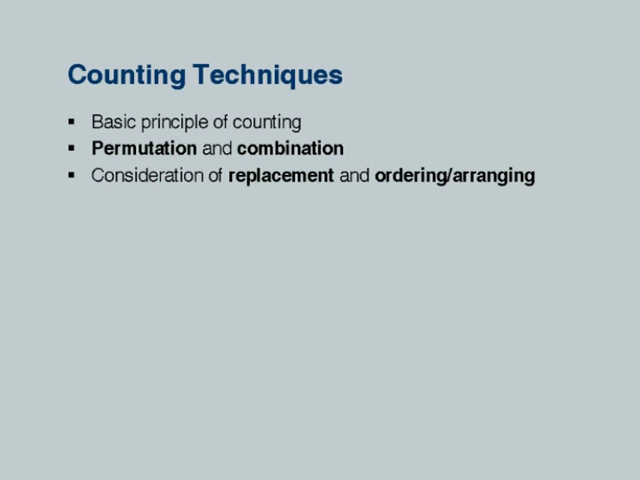 Counting Techniques
▪ Basic principle of counting
▪ Permutation and combination
▪ Consideration of replacement and ordering/arranging